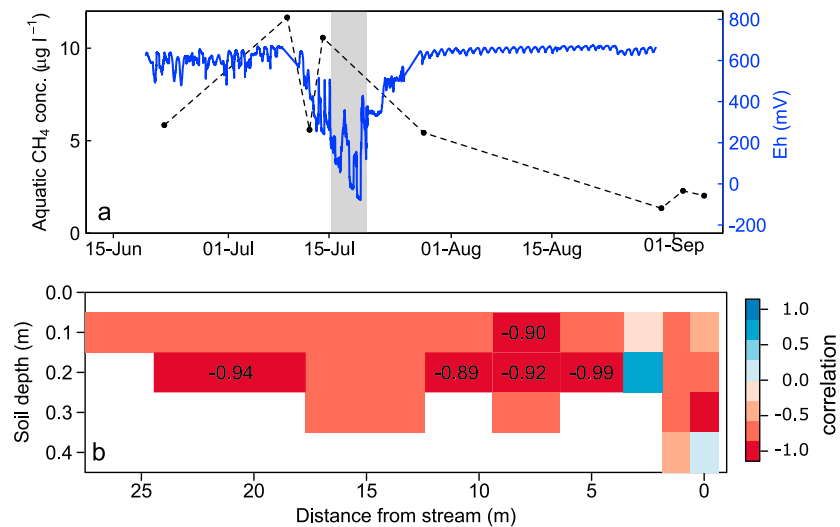 Aquatic CH4 conc. (µg l−1)
10
5
0
a
800
600
400
200
0
-200
Eh (mV)
15-Jun
01-Jul
15-Jul
01-Aug
15-Aug
01-Sep
Soil depth (m)
0.0
0.1
0.2
0.3
0.4
b
-0.90
-0.94
-0.89
-0.92
-0.99
25
20
15
10
5
0
Distance from stream (m)
1.0
0.5
0.0
-0.5
-1.0
correlation